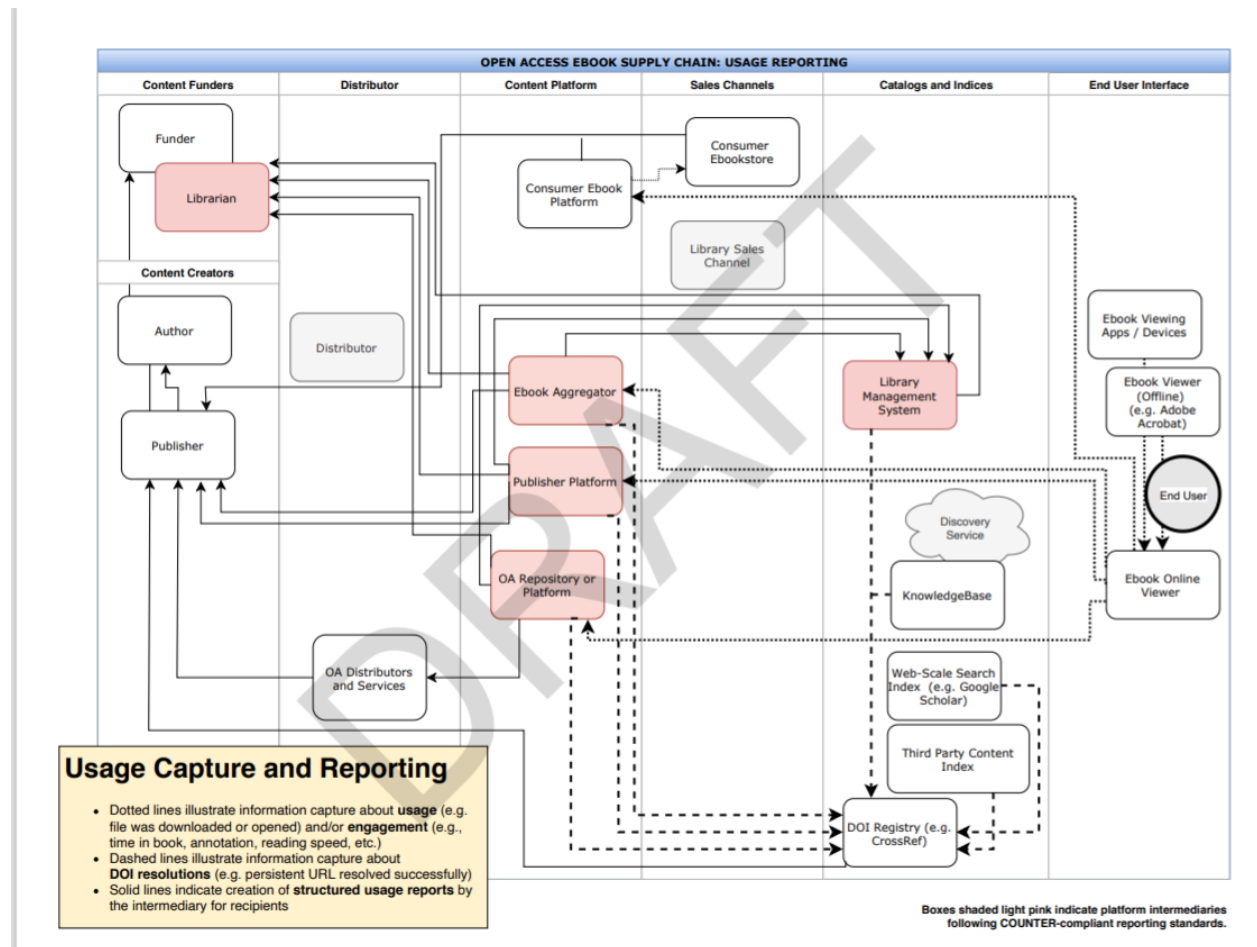 OPEN ACCESS EBOOK SUPPLY CHAIN: USAGE REPORTING
Content Funders
Distributor
Content Platform
Sales Channels
Catalogs and Indices
End User Interface
Funder
Librarian
Consumer Ebook
Platform
Consumer
Ebookstore
Library Sales
Channel
Content Creators
Author
Distributor
Publisher
Ebook Aggregator
Publisher Platform
OA Repository or
Platform
OA Distributors
and Services
Library
Management
System
Ebook Viewing
Apps / Devices
Ebook Viewer
(Offline)
(e.g. Adobe
Acrobat)
End User
Ebook Online
Viewer
Discovery
Service
KnowledgeBase
Web-Scale Search
Index (e.g. Google
Scholar)
Third Party Content
Index
DOI Registry (e.g.
CrossRef)
DRAFT
Usage Capture and Reporting
• Dotted lines illustrate information capture about usage (e.g.
file was downloaded or opened) and/or engagement (e.g.,
time in book, annotation, reading speed, etc.)
• Dashed lines illustrate information capture about
DOI resolutions (e.g. persistent URL resolved successfully)
• Solid lines indicate creation of structured usage reports by
the intermediary for recipients
Boxes shaded light pink indicate platform intermediaries
following COUNTER-compliant reporting standards.